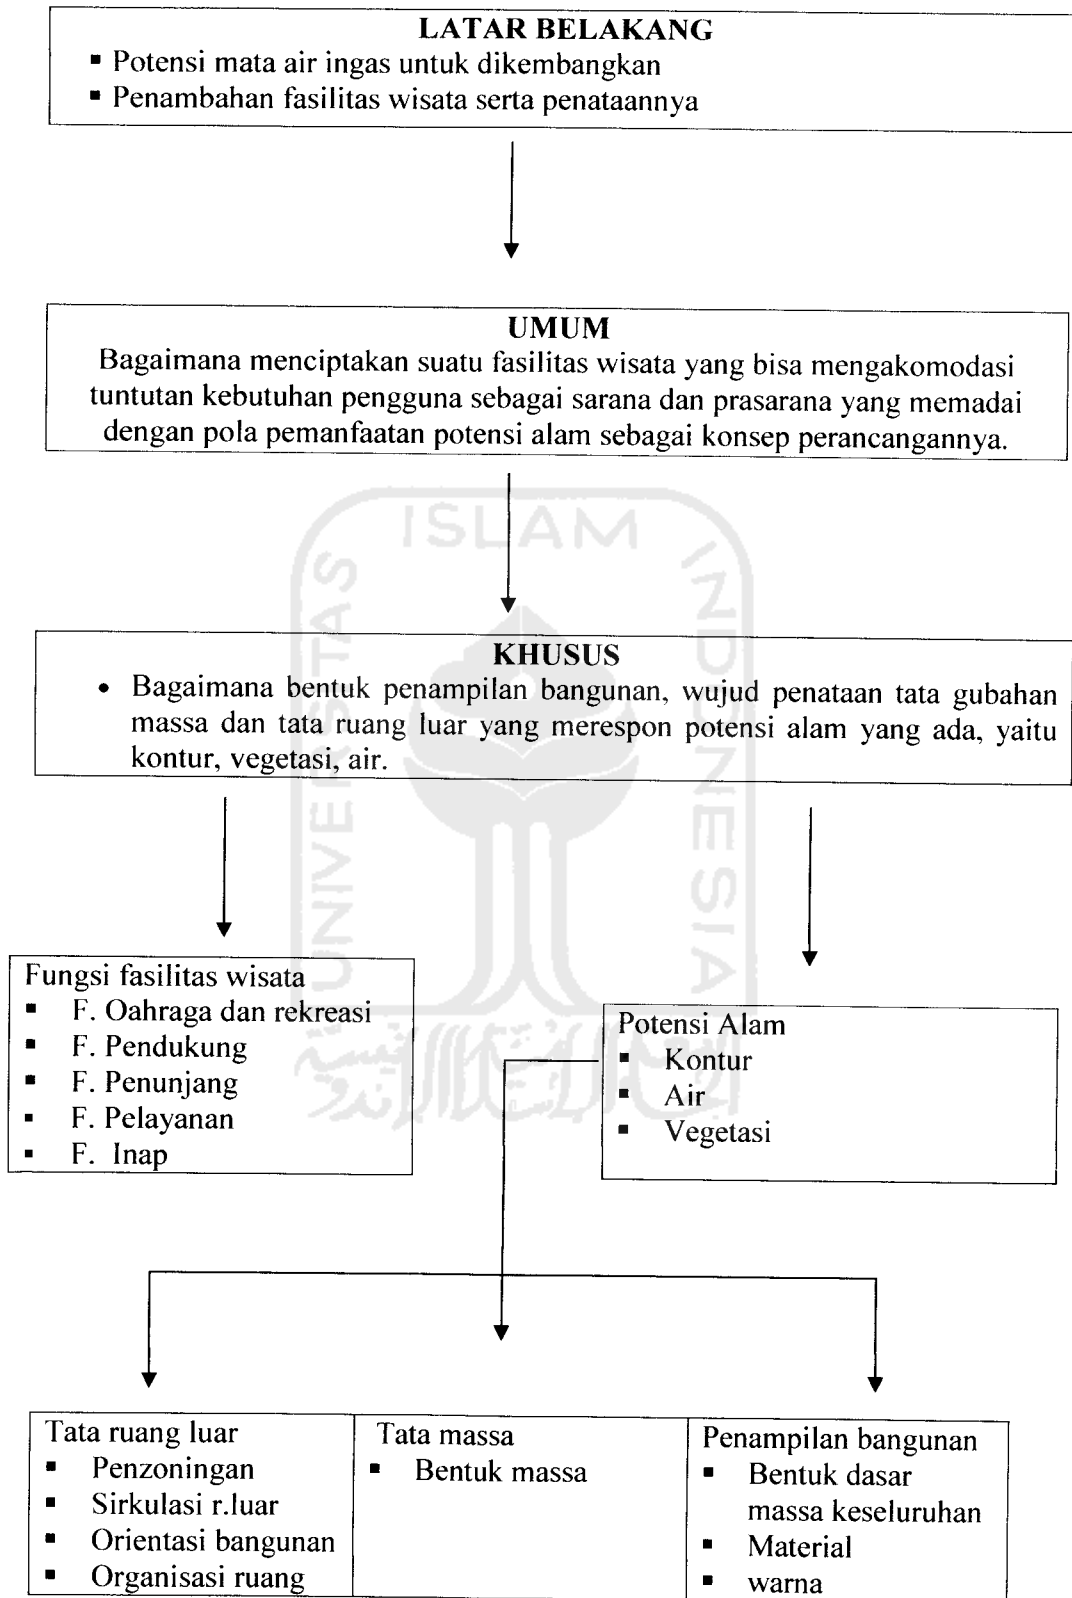 LATAR BELAKANG
▪ Potensi mata air ingas untuk dikembangkan
▪ Penambahan fasilitas wisata serta penataannya
UMUM
Bagaimana menciptakan suatu fasilitas wisata yang bisa mengakomodasi
tuntutan kebutuhan pengguna sebagai sarana dan prasarana yang memadai
dengan pola pemanfaatan potensi alam sebagai konsep perancangannya.
KHUSUS
• Bagaimana bentuk penampilan bangunan, wujud penataan tata gubahan
massa dan tata ruang luar yang merespon potensi alam yang ada, yaitu
kontur, vegetasi, air.
Fungsi fasilitas wisata
▪ F. Oahraga dan rekreasi
▪ F. Pendukung
▪ F. Penunjang
▪ F. Pelayanan
▪ F. Inap
Potensi Alam
▪ Kontur
▪ Air
▪ Vegetasi
Tata ruang luar
▪ Penzoningan
▪ Sirkulasi r.luar
▪ Orientasi bangunan
▪ Organisasi ruang
Tata massa
▪ Bentuk massa
Penampilan bangunan
▪ Bentuk dasar
massa keseluruhan
▪ Material
▪ warna
UNIVERSITAS
ISLAM
INDONESIA